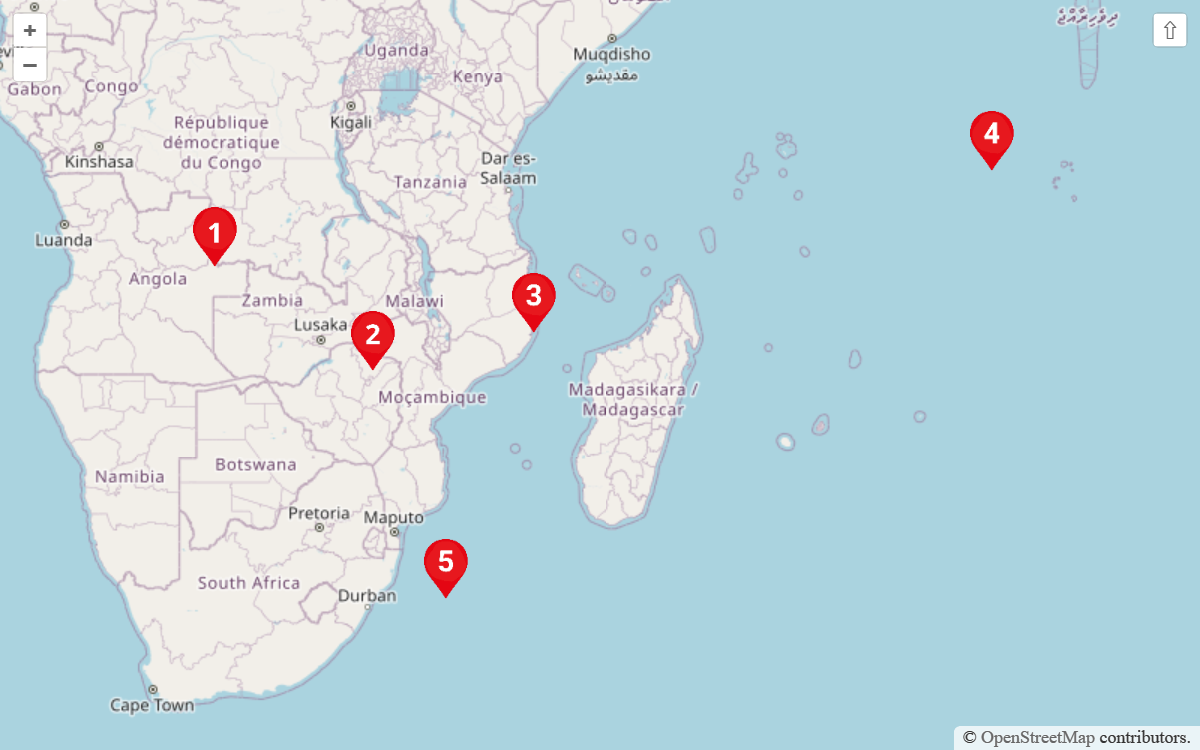 +
−
⇧
ދިވެހިރާއްޖެ
Uganda
Muqdisho
مقديشو
Kenya
Gabon
Congo
Kigali
République
démocratique
du Congo
Kinshasa
4
Dar es-
Salaam
Tanzania
1
Luanda
Angola
Zambia
Malawi
3
Lusaka
2
Moçambique
Madagasikara /
Madagascar
Botswana
Namibia
Pretoria
Maputo
5
South Africa
Durban
Cape Town
© OpenStreetMap contributors.